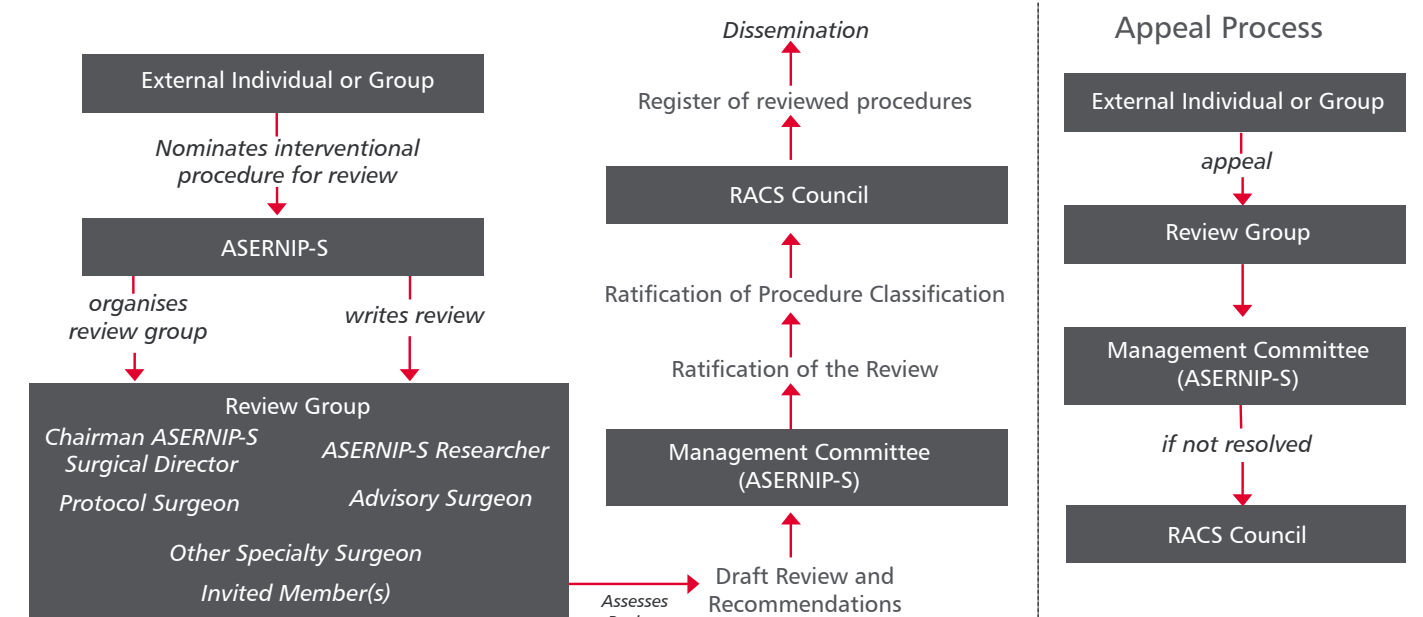 External Individual or Group
Nominates interventional
procedure for review
ASERNIP-S
organises
review group
writes review
Review Group
Chairman ASERNIP-S
Surgical Director
ASERNIP-S Researcher
Protocol Surgeon
Advisory Surgeon
Other Specialty Surgeon
Invited Member(s)
Assesses
Draft Review and
Recommendations
Management Committee
(ASERNIP-S)
Ratification of the Review
Ratification of Procedure Classification
RACS Council
Register of reviewed procedures
Dissemination
Appeal Process
External Individual or Group
appeal
Review Group
Management Committee
(ASERNIP-S)
if not resolved
RACS Council